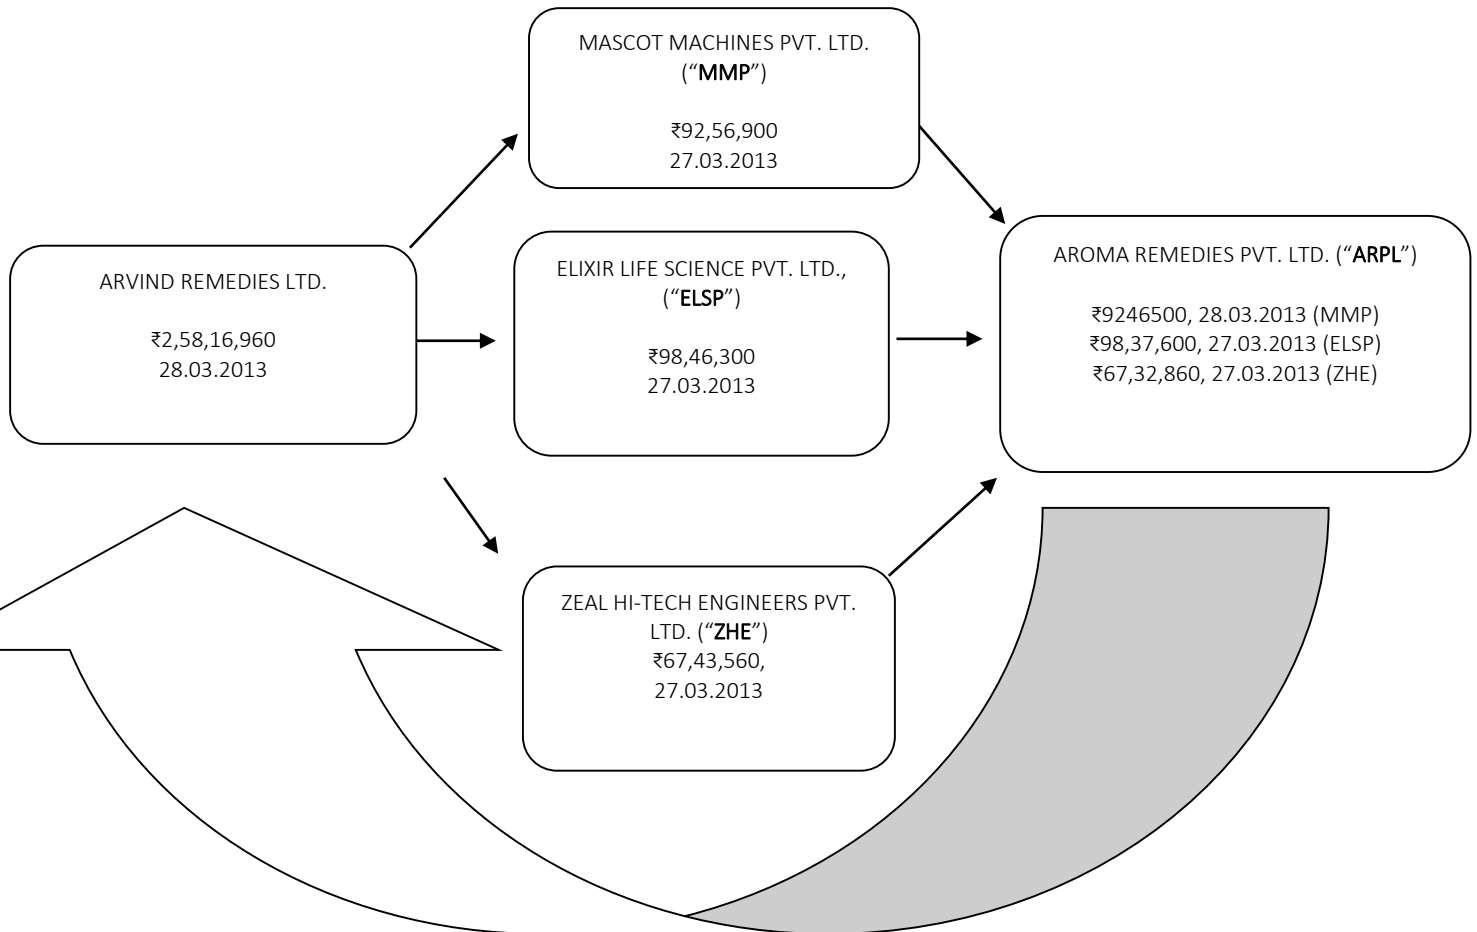 MASCOT MACHINES PVT. LTD.
(“MMP”)
₹92,56,900
27.03.2013
ARVIND REMEDIES LTD.
₹2,58,16,960
28.03.2013
ELIXIR LIFE SCIENCE PVT. LTD.,
(“ELSP”)
₹98,46,300
27.03.2013
AROMA REMEDIES PVT. LTD. (“ARPL”)
₹9246500, 28.03.2013 (MMP)
₹98,37,600, 27.03.2013 (ELSP)
₹67,32,860, 27.03.2013 (ZHE)
ZEAL HI-TECH ENGINEERS PVT.
LTD. (“ZHE”)
₹67,43,560,
27.03.2013